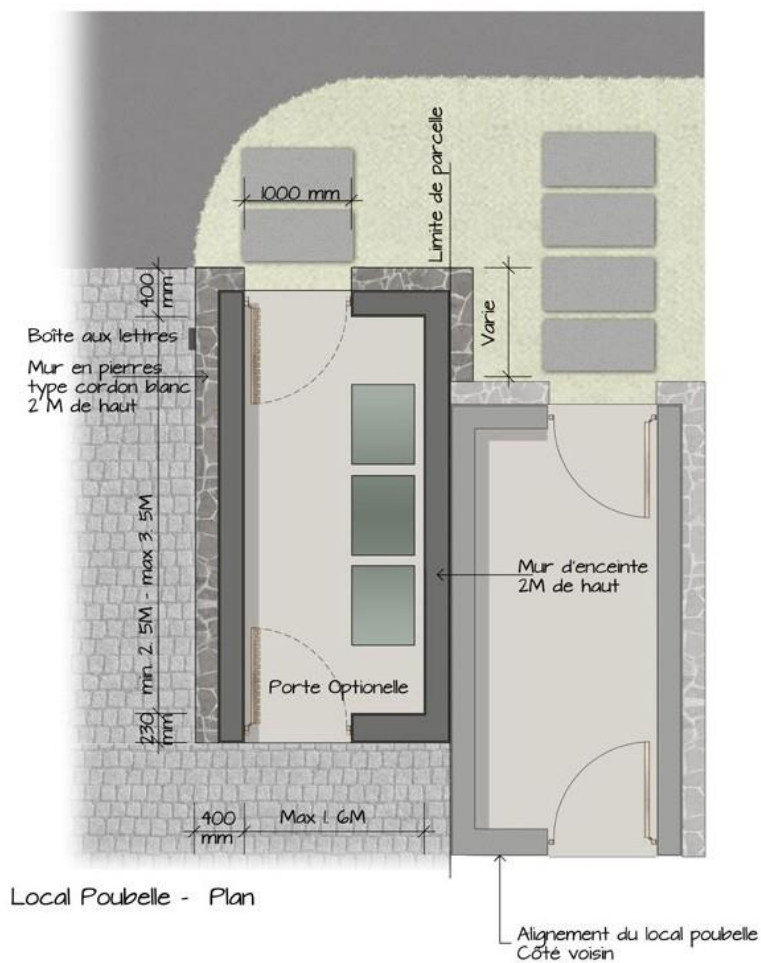 1000 mm
Limite de parcelle
400
mm
Varie
Boîte aux lettres
Mur en pierres
type cordon blanc
2 M de haut
min. 2. 5M - max 3. 5M
Mur d'enceinte
2M de haut
Porte Optionelle
230
mm
400
mm
Max 1. 6M
Local Poubelle - Plan
Alignement du local poubelle
Côté voisin